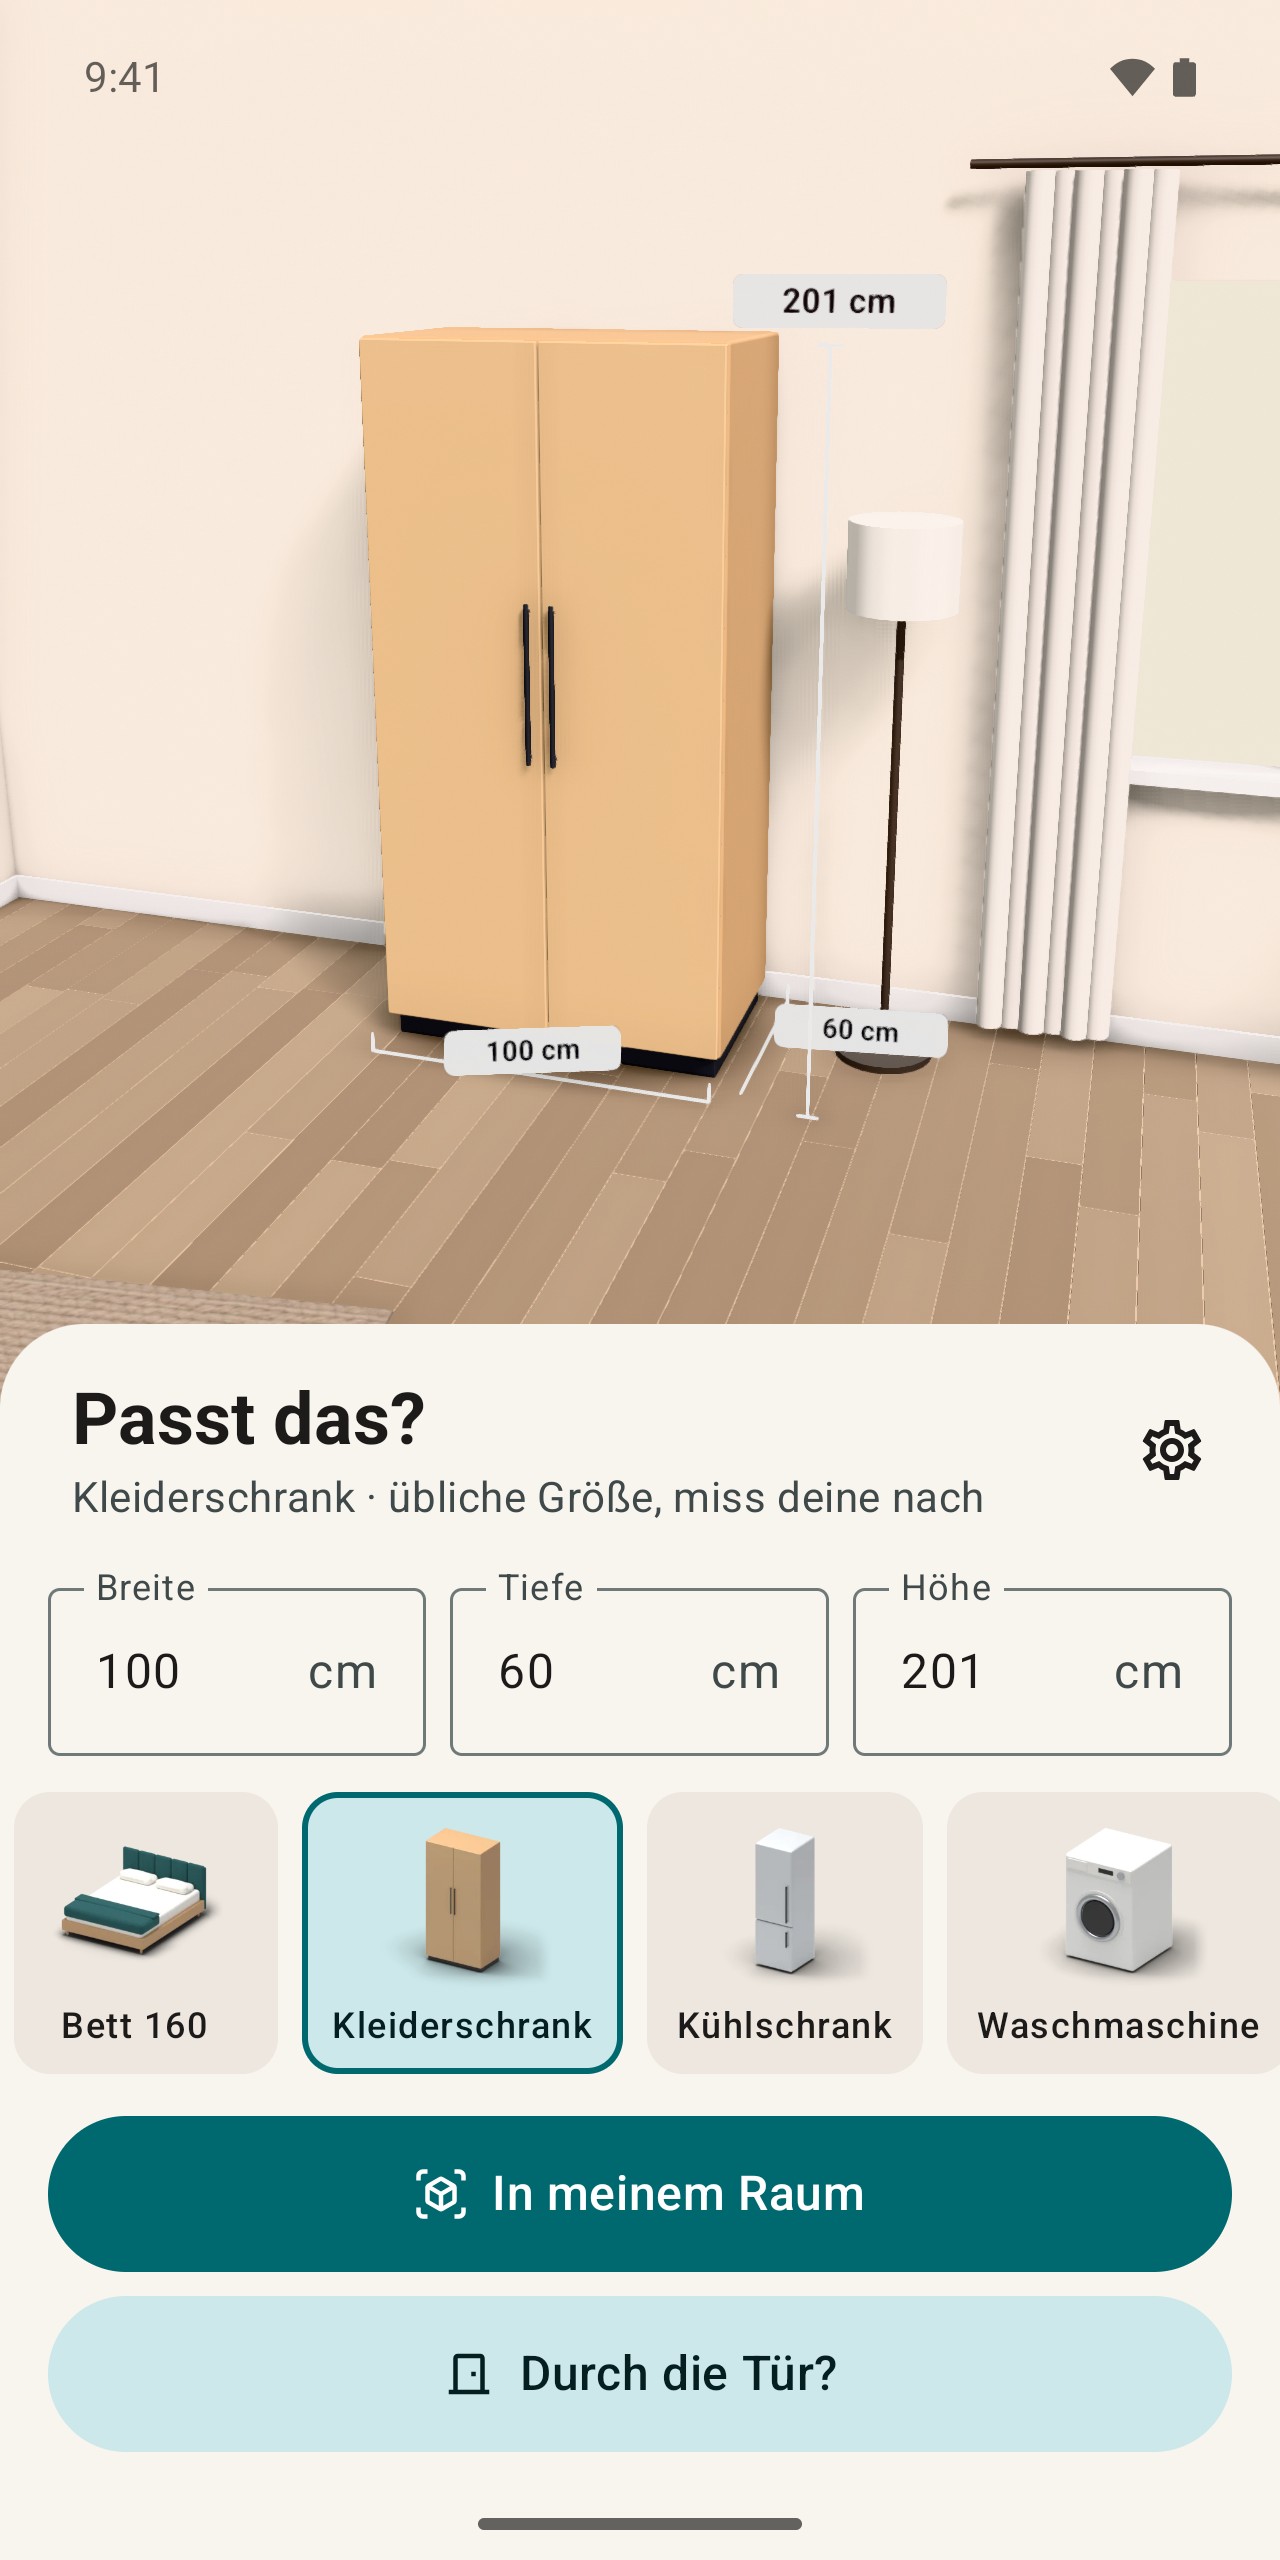 9:41
201 cm
60 cm
100 cm
Passt das?
Kleiderschrank · übliche Größe, miss deine nach
Breite
Tiefe
Höhe
100 cm
60 cm
201 cm
Bett 160
Kleiderschrank
Kühlschrank
Waschmaschine
In meinem Raum
Durch die Tür?